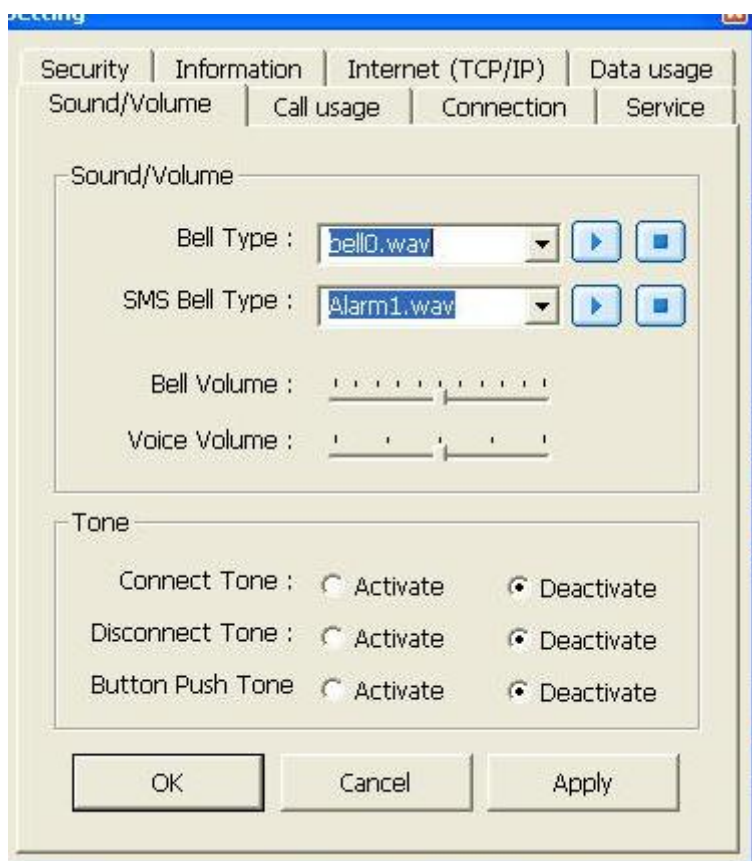 Setting
Security Information Internet (TCP/IP) Data usage
Sound/Volume Call usage Connection Service
Sound/Volume
Bell Type : bell0.wav
SMS Bell Type : Alarm1.wav
Bell Volume :
Voice Volume :
Tone
Connect Tone : Activate Deactivate
Disconnect Tone : Activate Deactivate
Button Push Tone Activate Deactivate
OK Cancel Apply